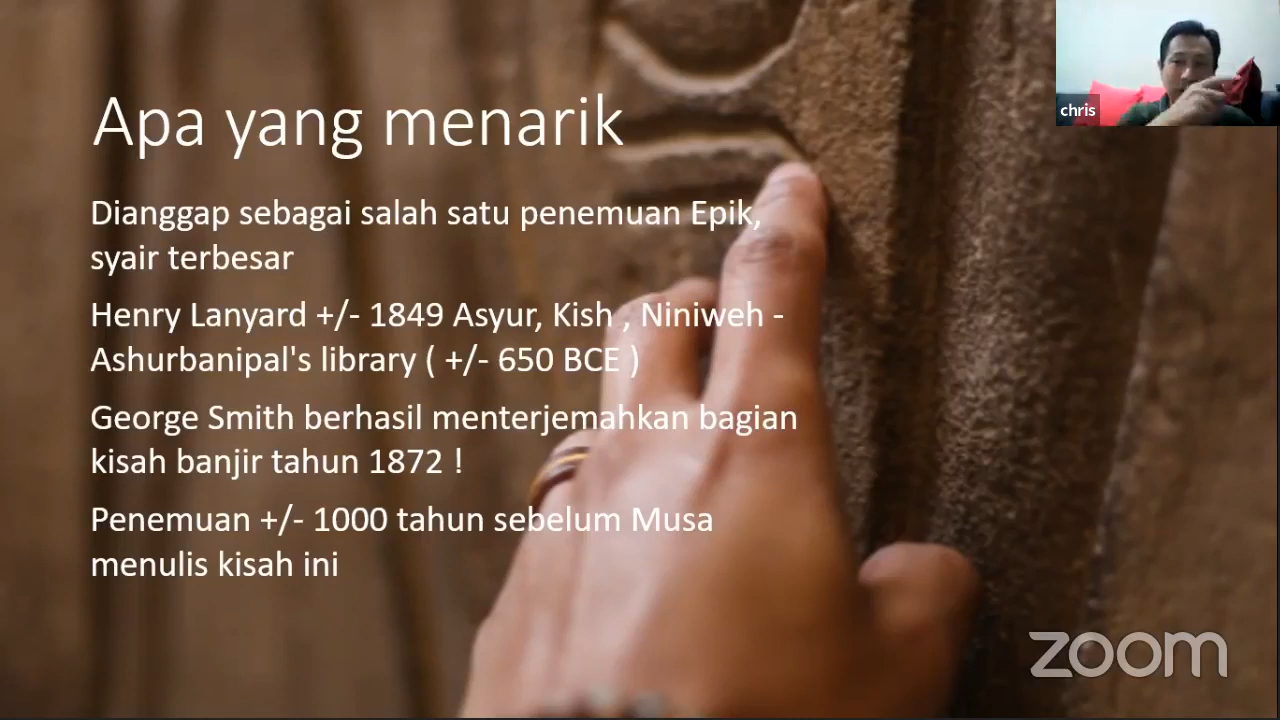 Apa yang menarik
Dianggap sebagai salah satu penemuan Epik,
syair terbesar
Henry Lanyard +/- 1849 Asyur, Kish , Niniweh -
Ashurbanipal's library ( +/- 650 BCE )
George Smith berhasil menterjemahkan bagian
kisah banjir tahun 1872 !
Penemuan +/- 1000 tahun sebelum Musa
menulis kisah ini
chris
zoom